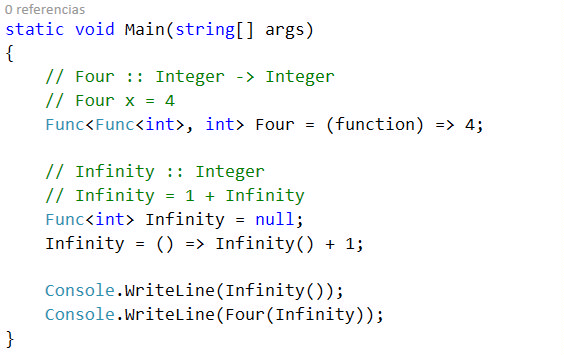 0 referencias
static void Main(string[] args)
{
    // Four :: Integer -> Integer
    // Four x = 4
    Func<Func<int>, int> Four = (function) => 4;

    // Infinity :: Integer
    // Infinity = 1 + Infinity
    Func<int> Infinity = null;
    Infinity = () => Infinity() + 1;

    Console.WriteLine(Infinity());
    Console.WriteLine(Four(Infinity));
}